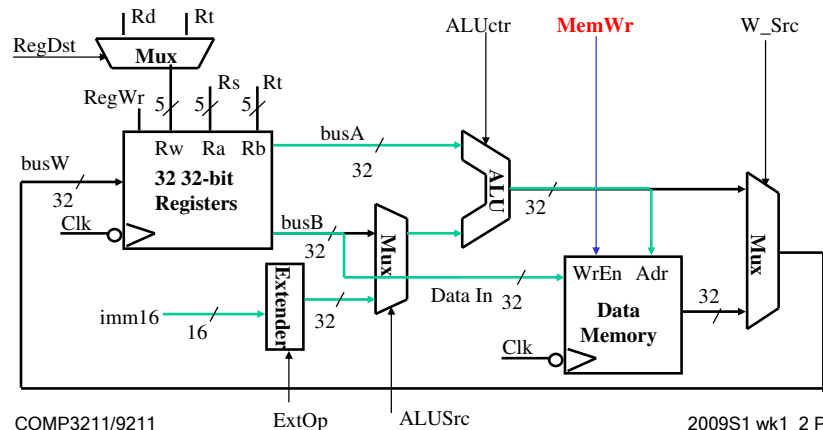 Rd Rt
ALUctr MemWr W_Src
RegDst
Mux
Rs Rt
RegWr
5 5 5
busA
busW
Rw Ra Rb
32
32
32 32-bit
Registers
ALU
32
busB
Clk
32
Mux
Mux
WrEn Adr
Extender
Data In
32
Data
Memory
32
imm16
16
32
Clk
COMP3211/9211
ExtOp
ALUSrc
2009S1 wk1_2 P